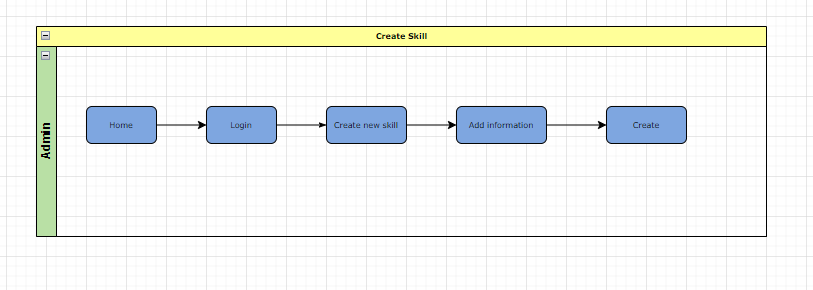 Create Skill
Admin
Home
Login
Create new skill
Add information
Create